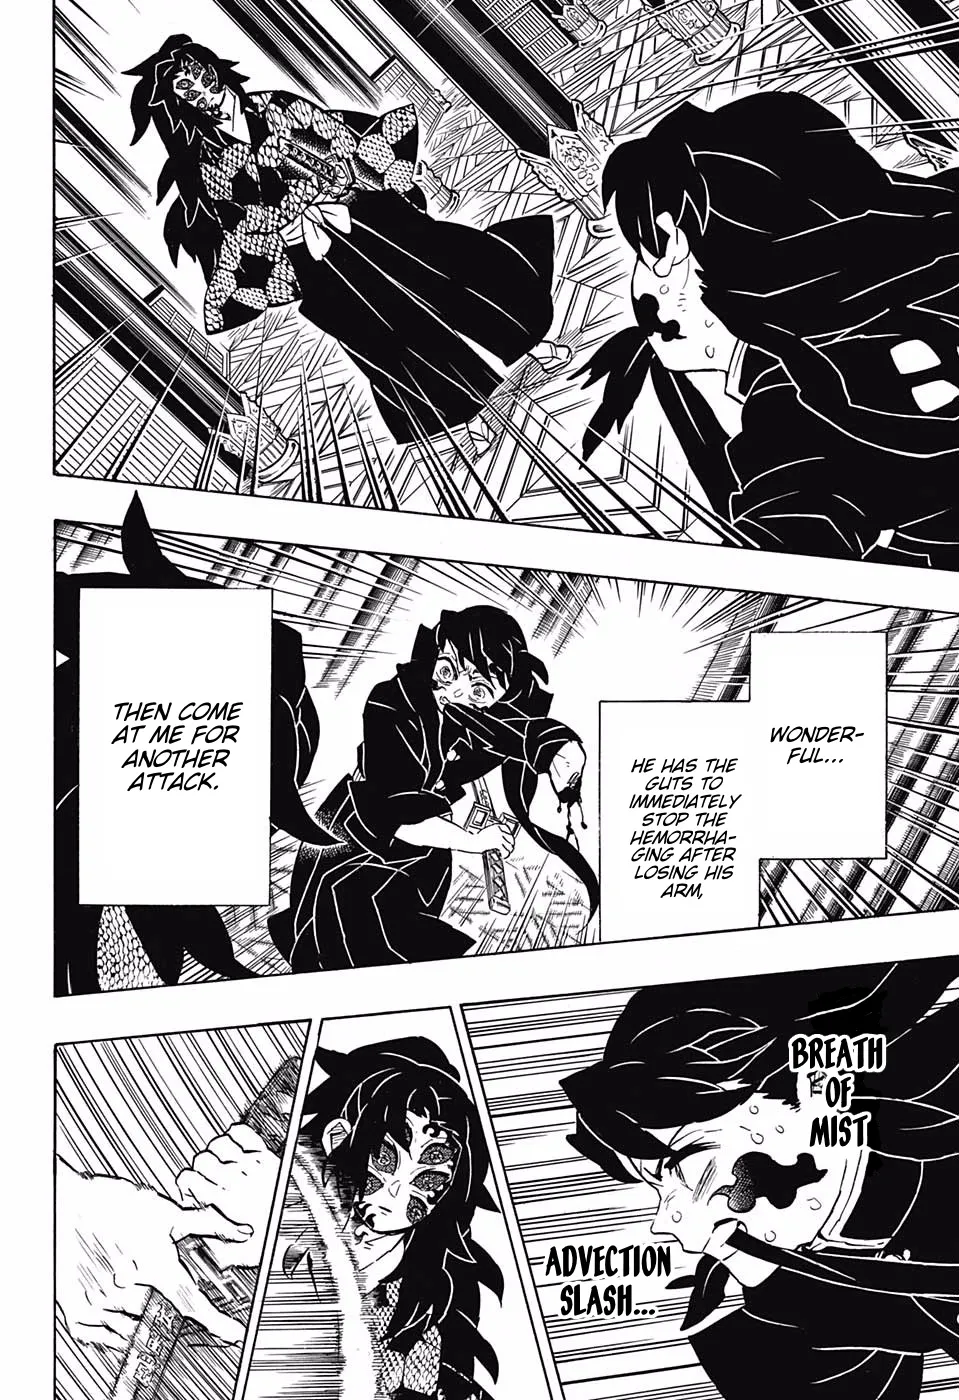 WONDER-
FUL...
HE HAS THE
GUTS TO
IMMEDIATELY
STOP THE
HEMORRHA-
GING AFTER
LOSING HIS
ARM,
THEN COME
AT ME FOR
ANOTHER
ATTACK.
BREATH
OF
MIST
ADVECTION
SLASH...